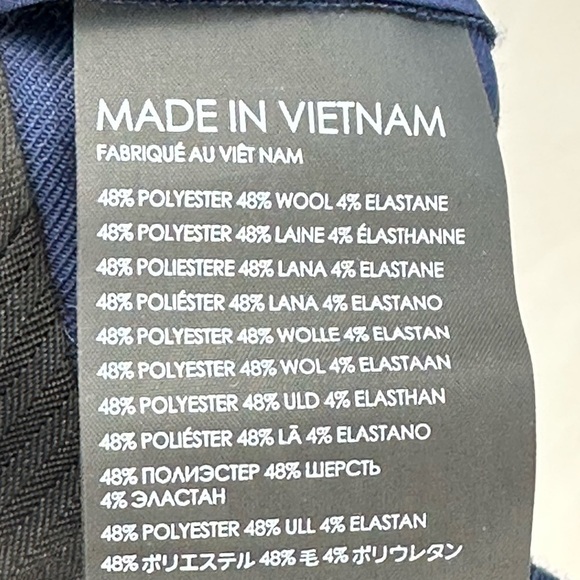 MADE IN VIETNAM
FABRIQUÉ AU VIÊT NAM
48% POLYESTER 48% WOOL 4% ELASTANE
48% POLYESTER 48% LAINE 4% ÉLASTHANNE
48% POLIESTERE 48% LANA 4% ELASTANE
48% POLIÉSTER 48% LANA 4% ELASTANO
48% POLYESTER 48% WOLLE 4% ELASTAN
48% POLYESTER 48% WOL 4% ELASTAAN
48% POLYESTER 48% ULD 4% ELASTHAN
48% POLIÉSTER 48% LÃ 4% ELASTANO
48% ПОЛИЭСТЕР 48% ШЕРСТЬ
4% ЭЛАСТАН
48% POLYESTER 48% ULL 4% ELASTAN
48% ポリエステル 48% 毛 4% ポリウレタン